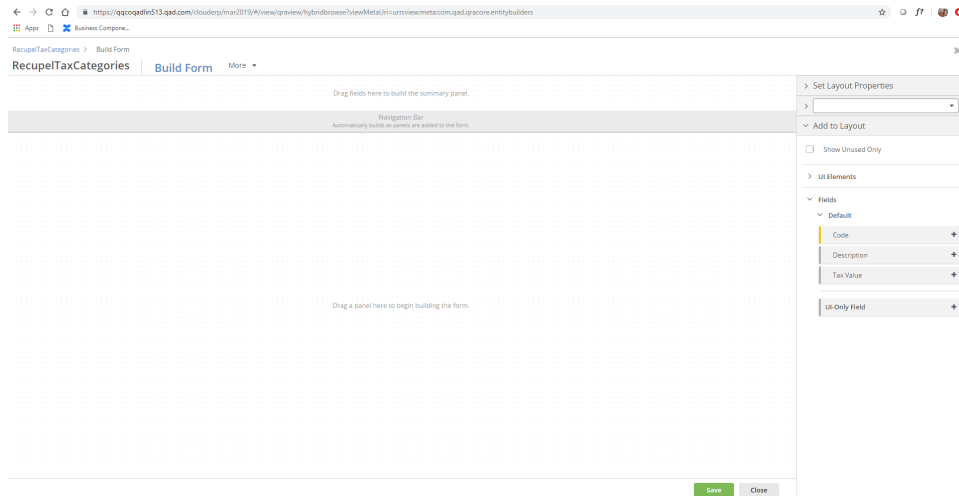 https://qqcoqadlin513.qad.com/clouderp/mar2019/#/view/qraview/hybridbrowse?viewMetaUri=urn:view:meta:com.qad.qracore.entitybuilders
Apps
Business Compone...
RecupelTaxCategories > Build Form
RecupelTaxCategories
Build Form
More
Drag fields here to build the summary panel.
Navigation Bar
Automatically builds as panels are added to the form.
Drag a panel here to begin building the form.
Set Layout Properties
Add to Layout
Show Unused Only
UI Elements
Fields
Default
Code
Description
Tax Value
UI-Only Field
Save
Close